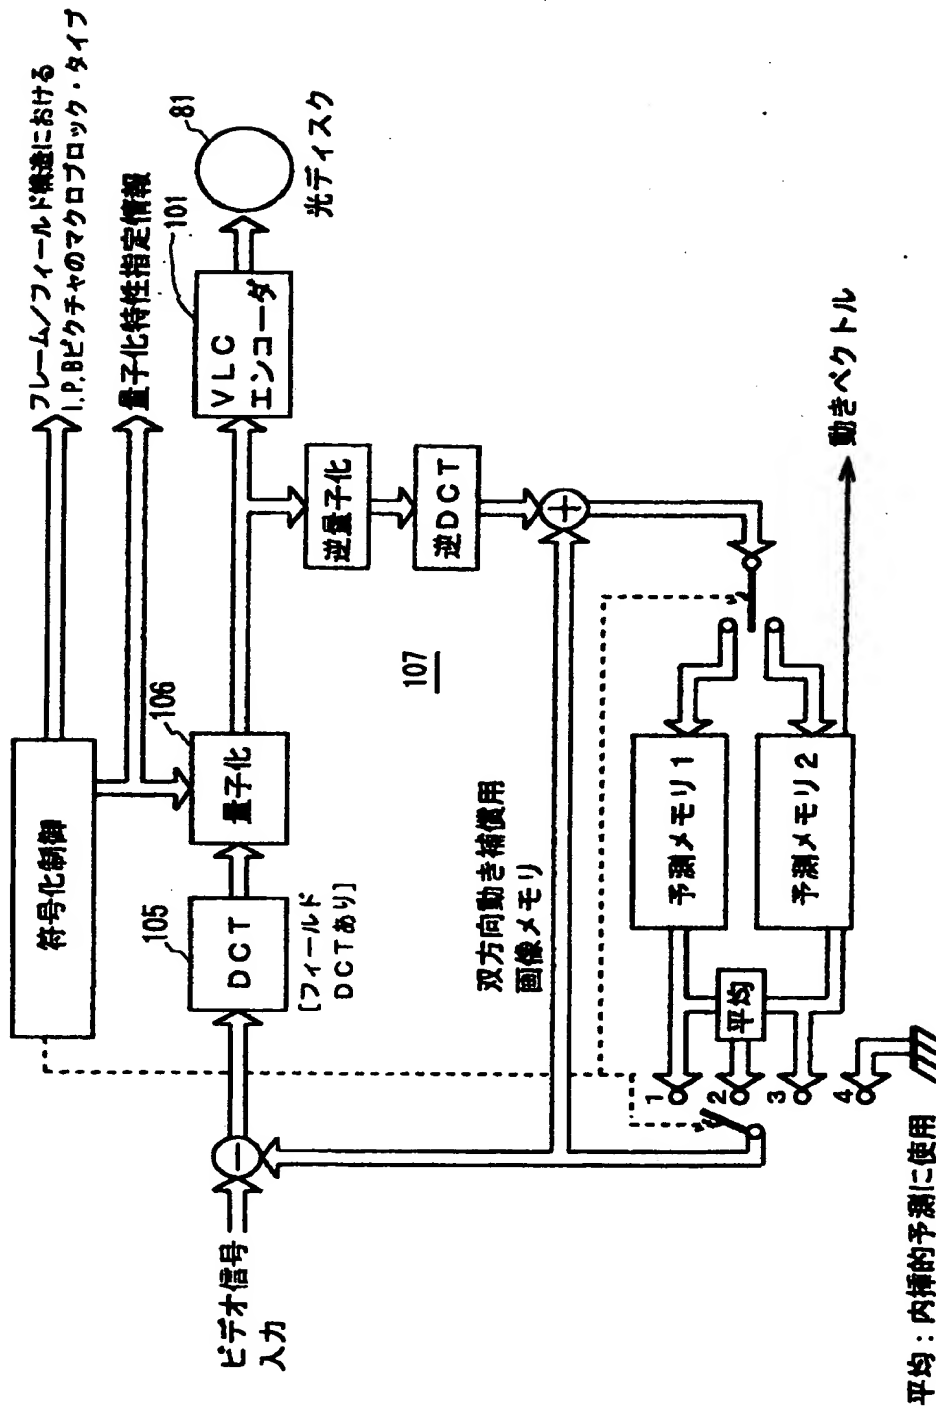 フレーム/フィールド構造における
I,P,Bピクチャのマクロブロック・タイプ
量子化特性指定情報
符号化制御
106
量子化
101
VLC
エンコーダ
81
光ディスク
105
DCT
[フィールド
DCTあり]
逆量子化
逆DCT
+
107
ビデオ信号
入力
−
双方向動き補償用
画像メモリ
予測メモリ1
予測メモリ2
平均
1
2
3
4
動きベクトル
平均：内挿的予測に使用